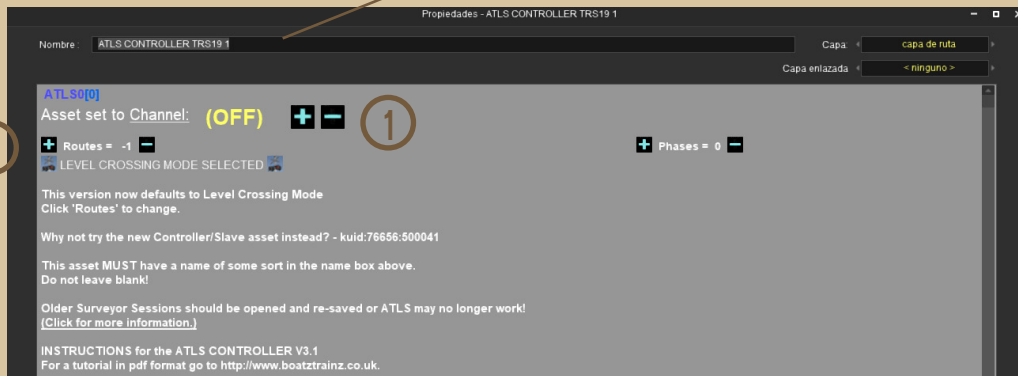 Propiedades - ATLS CONTROLLER TRS19 1
Nombre : ATLS CONTROLLER TRS19 1 Capa: capa de ruta
Capa enlazada < ninguno >
ATLS0[0]
Asset set to Channel: (OFF) + - 1
+ Routes = -1 - + Phases = 0 -
LEVEL CROSSING MODE SELECTED
This version now defaults to Level Crossing Mode
Click 'Routes' to change.
Why not try the new Controller/Slave asset instead? - kuid:76656:500041
This asset MUST have a name of some sort in the name box above.
Do not leave blank!
Older Surveyor Sessions should be opened and re-saved or ATLS may no longer work!
(Click for more information.)
INSTRUCTIONS for the ATLS CONTROLLER V3.1
For a tutorial in pdf format go to http://www.boatztrainz.co.uk.